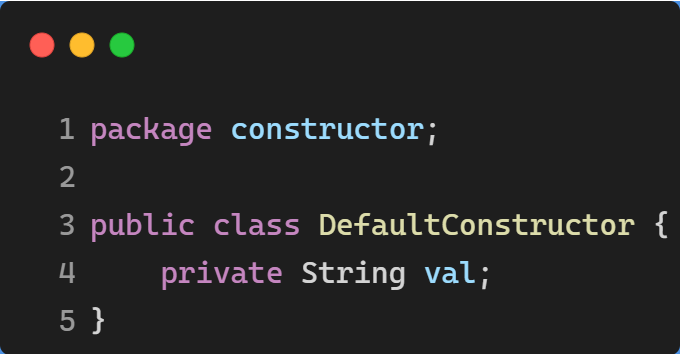 1 package constructor;
2
3 public class DefaultConstructor {
4     private String val;
5 }